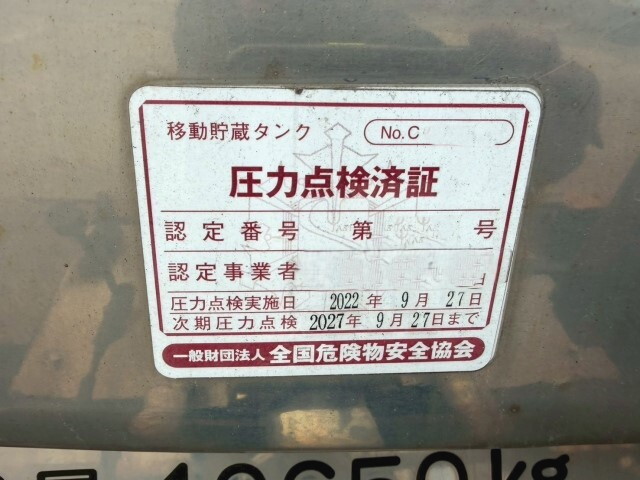 移動貯蔵タンク No.C
圧力点検済証
認定番号 第 号
認定事業者
圧力点検実施日 2022年 9月 27日
次期圧力点検 2027年 9月27日まで
一般財団法人 全国危険物安全協会